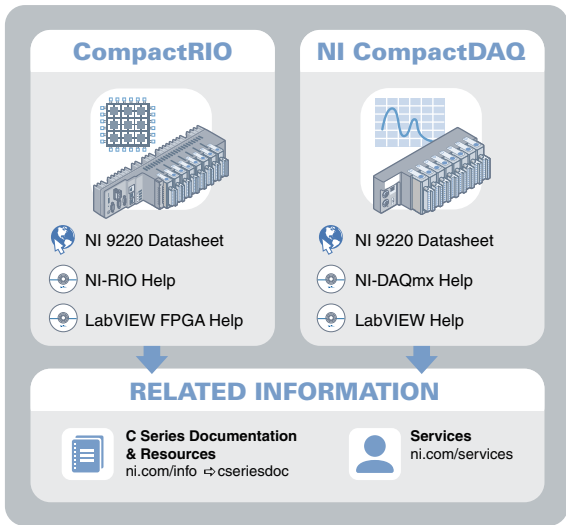 CompactRIO
NI 9220 Datasheet
NI-RIO Help
LabVIEW FPGA Help
NI CompactDAQ
NI 9220 Datasheet
NI-DAQmx Help
LabVIEW Help
RELATED INFORMATION
C Series Documentation
& Resources
ni.com/info ⇨cseriesdoc
Services
ni.com/services